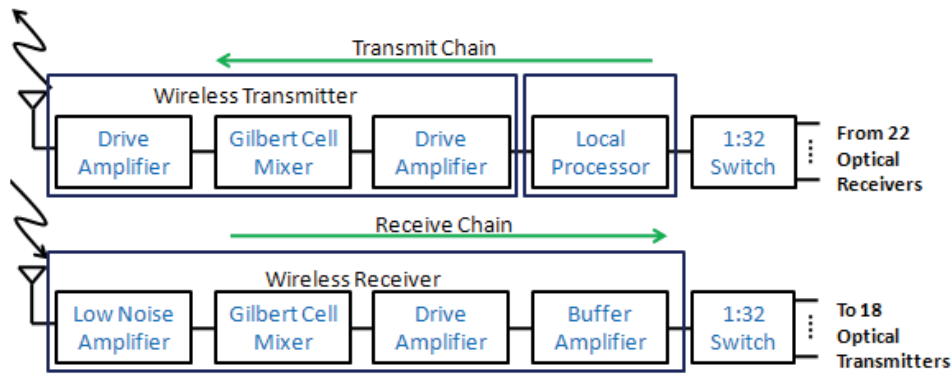 Transmit Chain
Wireless Transmitter
Drive
Amplifier
Gilbert Cell
Mixer
Drive
Amplifier
Local
Processor
1:32
Switch
From 22
Optical
Receivers
Receive Chain
Wireless Receiver
Low Noise
Amplifier
Gilbert Cell
Mixer
Drive
Amplifier
Buffer
Amplifier
1:32
Switch
To 18
Optical
Transmitters